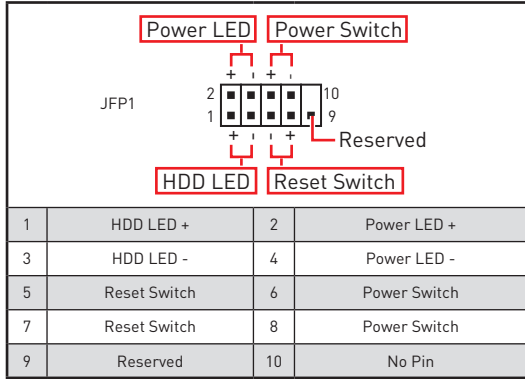 Power LED Power Switch
+ - + -
JFP1
2 10
1 9
+ - - +
Reserved
HDD LED Reset Switch
1 HDD LED + 2 Power LED +
3 HDD LED - 4 Power LED -
5 Reset Switch 6 Power Switch
7 Reset Switch 8 Power Switch
9 Reserved 10 No Pin